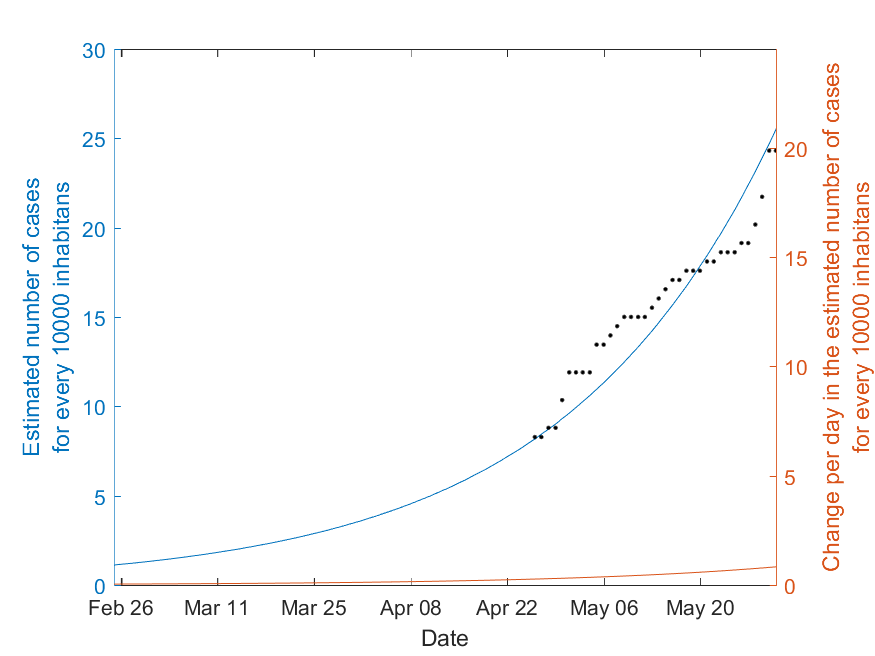 30
25
20
15
10
5
0
Estimated number of cases
for every 10000 inhabitans
20
15
10
5
0
Change per day in the estimated number of cases
for every 10000 inhabitans
Feb 26 Mar 11 Mar 25 Apr 08 Apr 22 May 06 May 20
Date